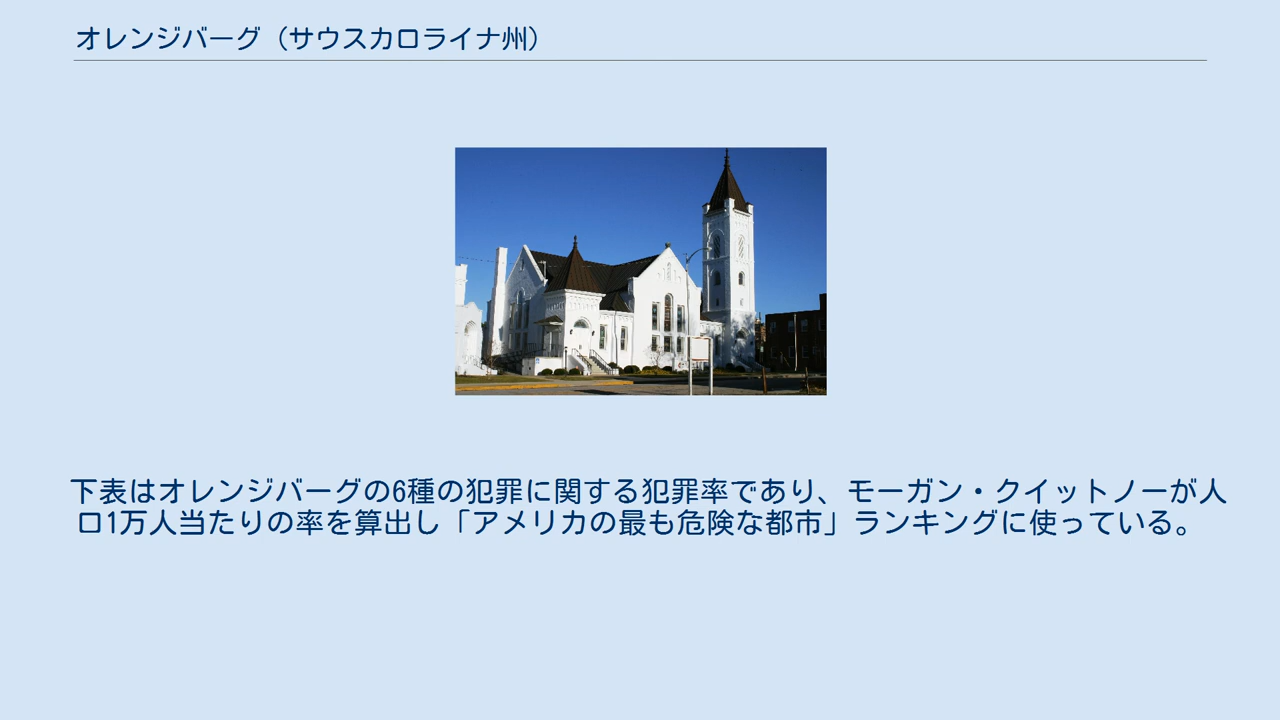 オレンジバーグ（サウスカロライナ州）
下表はオレンジバーグの6種の犯罪に関する犯罪率であり、モーガン・クイットノーが人
口1万人当たりの率を算出し「アメリカの最も危険な都市」ランキングに使っている。